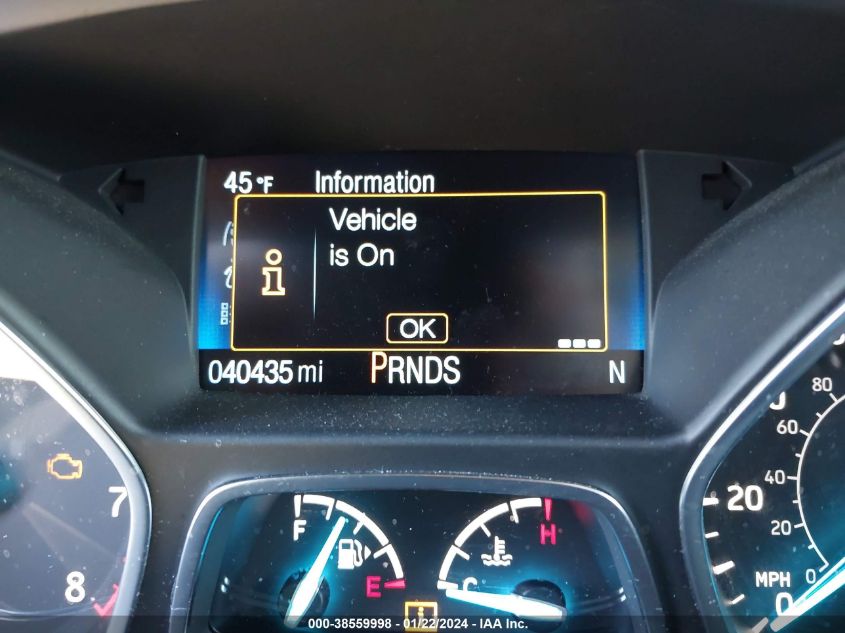 45°F Information
Vehicle
is On
i
OK
040435 mi PRNDS N
7
8
F
E
H
C
i
20
0
MPH
80
60
40
20
0
000-38559998 - 01/22/2024 - IAA Inc.